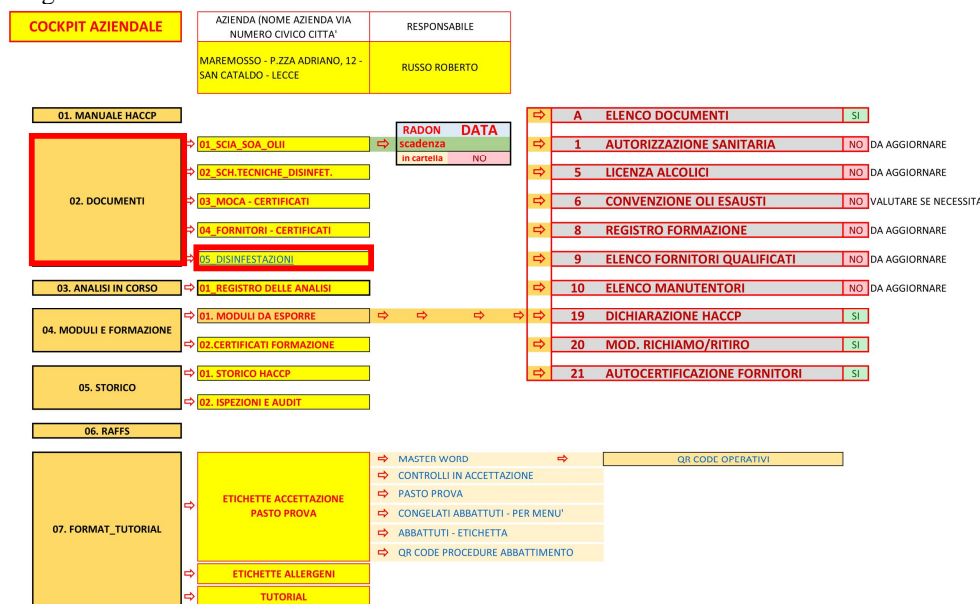 COCKPIT AZIENDALE
AZIENDA (NOME AZIENDA VIA
NUMERO CIVICO CITTA'
RESPONSABILE
MAREMOSSO - P.ZZA ADRIANO, 12 -
SAN CATALDO - LECCE
RUSSO ROBERTO
01. MANUALE HACCP
A ELENCO DOCUMENTI SI
RADON DATA
scadenza
in cartella NO
02. DOCUMENTI
01_SCIA_SOA_OLII
1 AUTORIZZAZIONE SANITARIA NO DA AGGIORNARE
02_SCH.TECNICHE_DISINFET.
5 LICENZA ALCOLICI NO DA AGGIORNARE
03_MOCA - CERTIFICATI
6 CONVENZIONE OLI ESAUSTI NO VALUTARE SE NECESSITA
04_FORNITORI - CERTIFICATI
8 REGISTRO FORMAZIONE NO DA AGGIORNARE
05_DISINFESTAZIONI
9 ELENCO FORNITORI QUALIFICATI NO DA AGGIORNARE
03. ANALISI IN CORSO
01_REGISTRO DELLE ANALISI
10 ELENCO MANUTENTORI NO DA AGGIORNARE
04. MODULI E FORMAZIONE
01. MODULI DA ESPORRE
19 DICHIARAZIONE HACCP SI
02.CERTIFICATI FORMAZIONE
20 MOD. RICHIAMO/RITIRO SI
05. STORICO
01. STORICO HACCP
21 AUTOCERTIFICAZIONE FORNITORI SI
02. ISPEZIONI E AUDIT
06. RAFFS
07. FORMAT_TUTORIAL
ETICHETTE ACCETTAZIONE
PASTO PROVA
MASTER WORD
QR CODE OPERATIVI
CONTROLLI IN ACCETTAZIONE
PASTO PROVA
CONGELATI ABBATTUTI - PER MENU'
ABBATTUTI - ETICHETTA
QR CODE PROCEDURE ABBATTIMENTO
ETICHETTE ALLERGENI
TUTORIAL